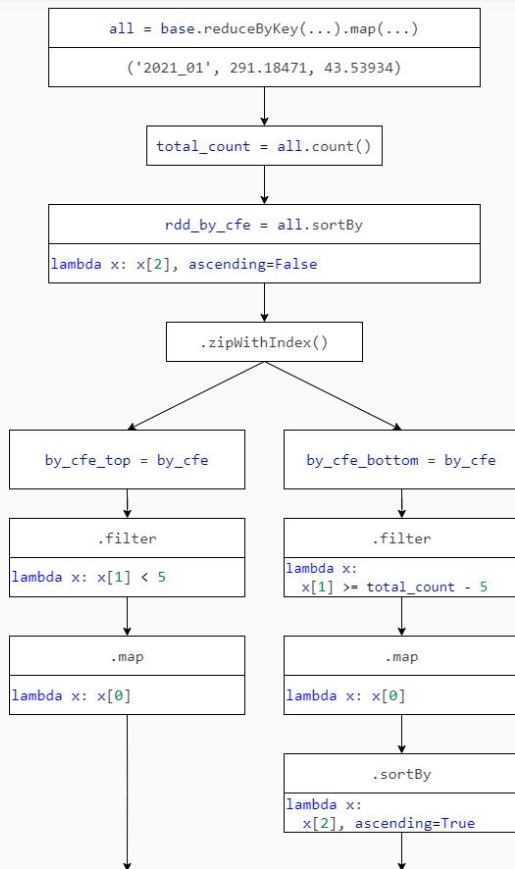 all = base.reduceByKey(...).map(...)
('2021_01', 291.18471, 43.53934)
total_count = all.count()
rdd_by_cfe = all.sortBy
lambda x: x[2], ascending=False
.zipWithIndex()
by_cfe_top = by_cfe
.filter
lambda x: x[1] < 5
.map
lambda x: x[0]
by_cfe_bottom = by_cfe
.filter
lambda x:
x[1] >= total_count - 5
.map
lambda x: x[0]
.sortBy
lambda x:
x[2], ascending=True